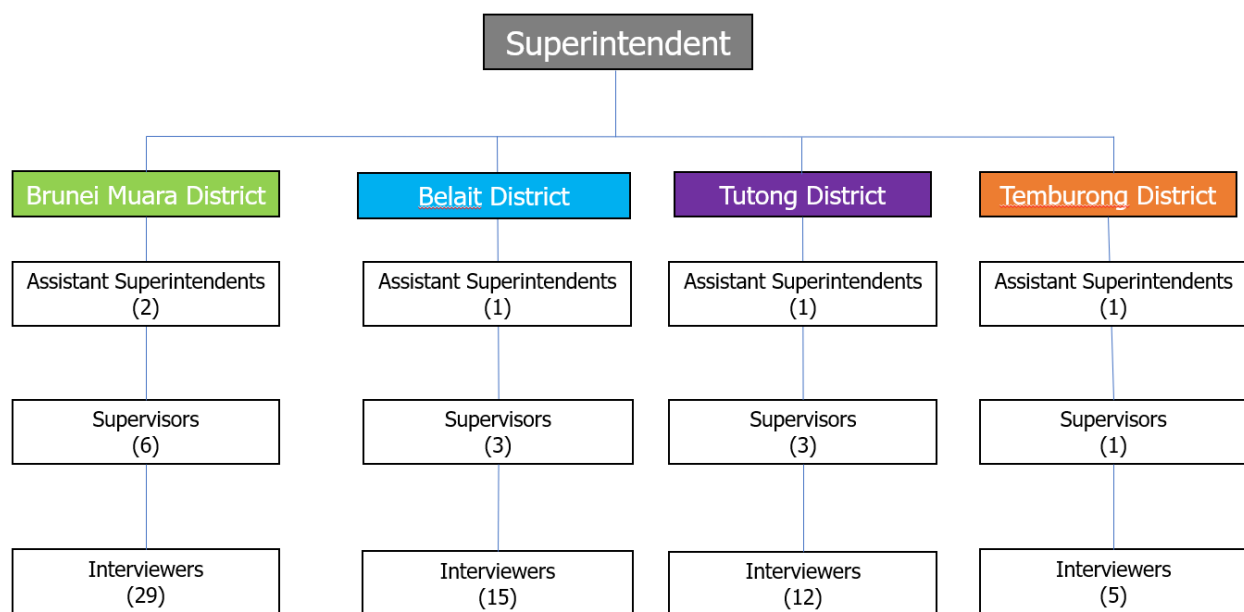 Superintendent
Brunei Muara District
Belait District
Tutong District
Temburong District
Assistant Superintendents
(2)
Assistant Superintendents
(1)
Assistant Superintendents
(1)
Assistant Superintendents
(1)
Supervisors
(6)
Supervisors
(3)
Supervisors
(3)
Supervisors
(1)
Interviewers
(29)
Interviewers
(15)
Interviewers
(12)
Interviewers
(5)